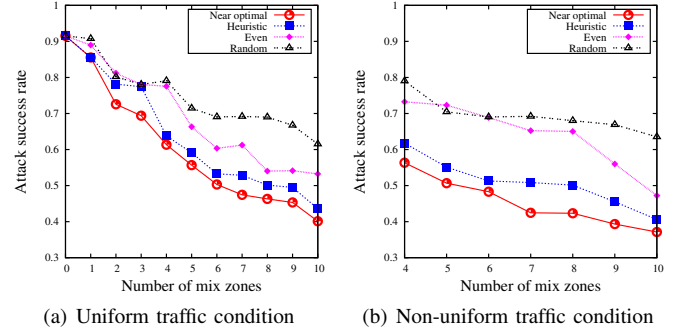 Near optimal
Heuristic
Even
Random
Attack success rate
1
0.9
0.8
0.7
0.6
0.5
0.4
0.3
0 1 2 3 4 5 6 7 8 9 10
Number of mix zones
(a) Uniform traffic condition
Near optimal
Heuristic
Even
Random
Attack success rate
1
0.9
0.8
0.7
0.6
0.5
0.4
0.3
4 5 6 7 8 9 10
Number of mix zones
(b) Non-uniform traffic condition